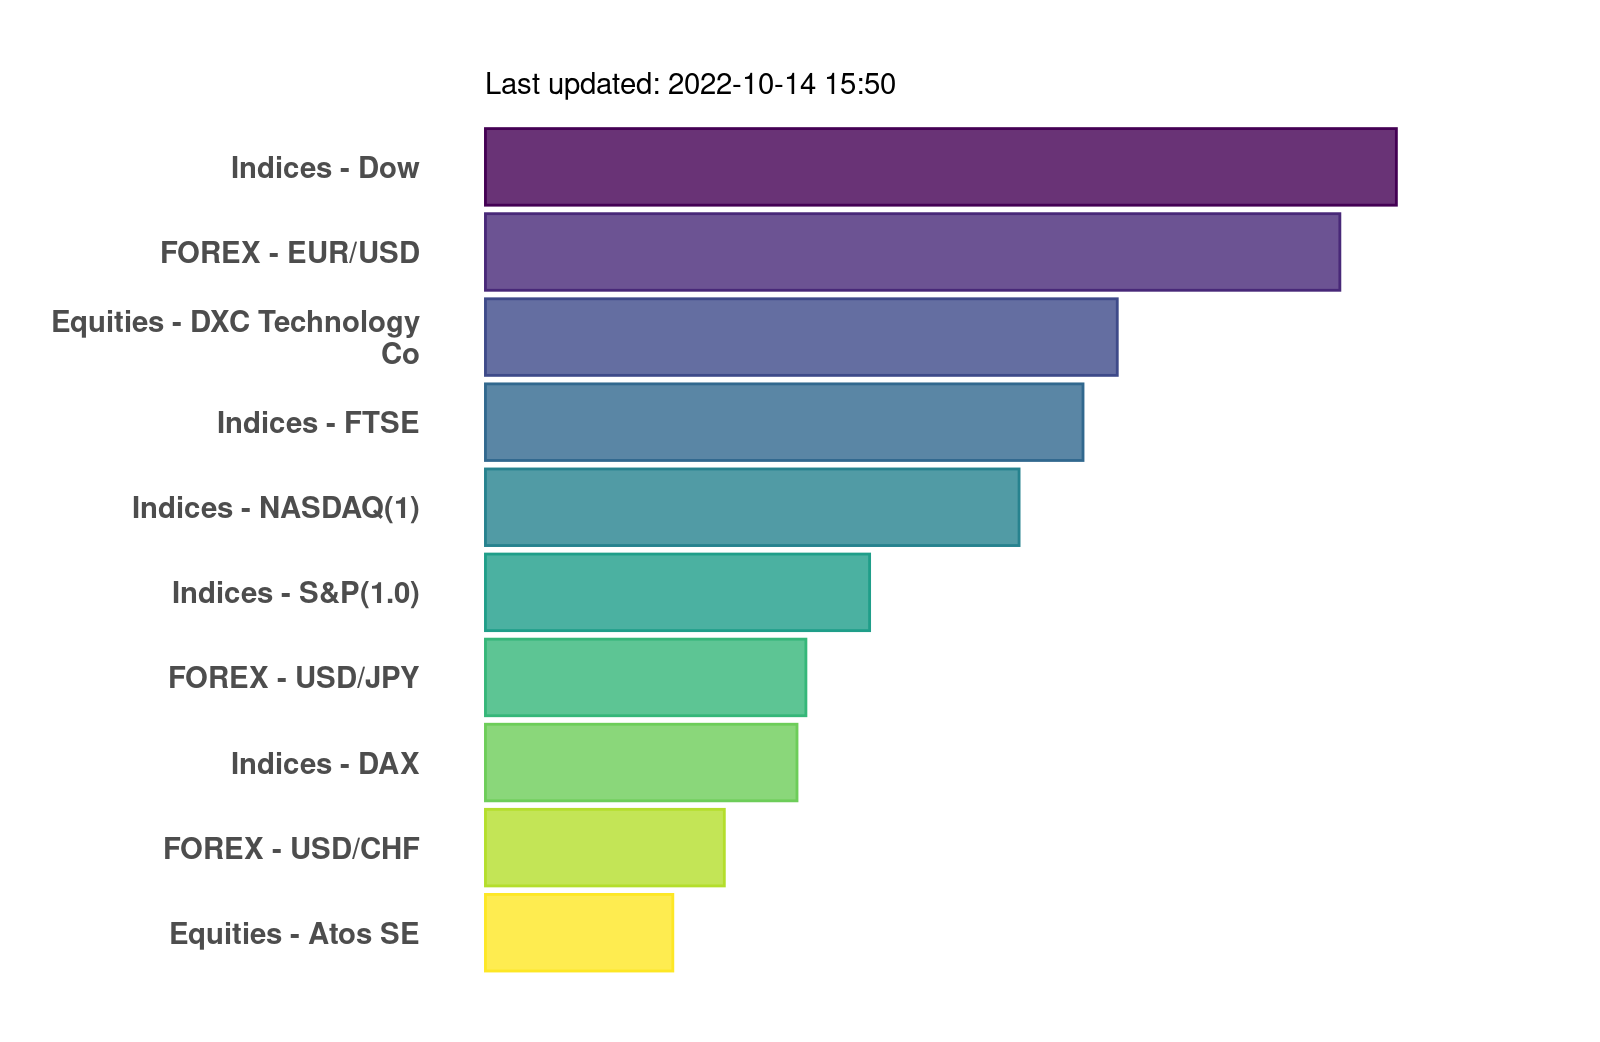 Last updated: 2022-10-14 15:50
Indices - Dow
FOREX - EUR/USD
Equities - DXC Technology
Co
Indices - FTSE
Indices - NASDAQ(1)
Indices - S&P(1.0)
FOREX - USD/JPY
Indices - DAX
FOREX - USD/CHF
Equities - Atos SE